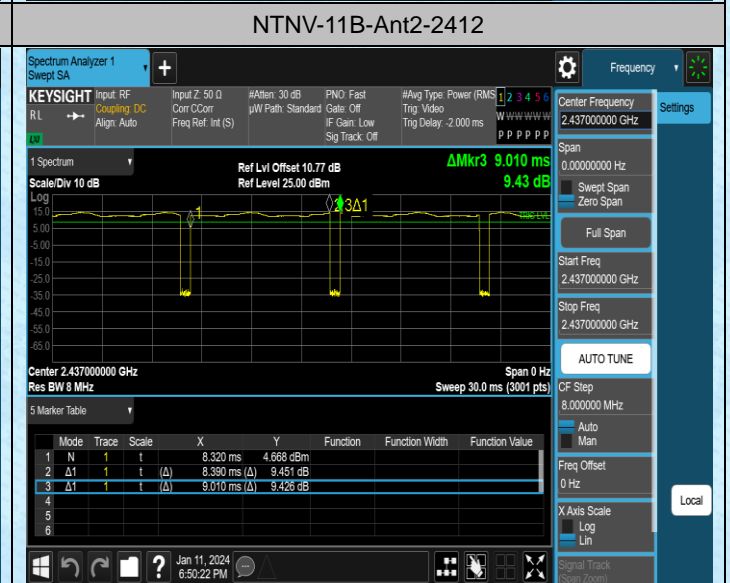 NTNV-11B-Ant2-2412
Spectrum Analyzer 1
Swept SA
Frequency
KEYSIGHT Input: RF Input Z: 50 Ω #Atten: 30 dB PNO: Fast #Avg Type: Power (RMS 1 2 3 4 5 6
RL Coupling: DC Corr CCorr µW Path: Standard Gate: Off Trig: Video W W W W W W
Align: Auto Freq Ref: Int (S) IF Gain: Low Trig Delay: -2.000 ms
Sig Track: Off P P P P P P
Center Frequency
2.437000000 GHz
Settings
Span
0.00000000 Hz
Swept Span
Zero Span
Full Span
Start Freq
2.437000000 GHz
Stop Freq
2.437000000 GHz
AUTO TUNE
CF Step
8.000000 MHz
Auto
Man
Freq Offset
0 Hz
X Axis Scale
Log
Lin
Signal Track
(Span Zoom)
Local
1 Spectrum
Scale/Div 10 dB
Ref Lvl Offset 10.77 dB
Ref Level 25.00 dBm
ΔMkr3 9.010 ms
9.43 dB
Log
15.0
5.00
-5.00
-15.0
-25.0
-35.0
-45.0
-55.0
-65.0
1
2 3Δ1
TRIG LVL
Center 2.437000000 GHz
Res BW 8 MHz
Span 0 Hz
Sweep 30.0 ms (3001 pts)
5 Marker Table
Mode Trace Scale X Y Function Function Width Function Value
1 N 1 t 8.320 ms 4.668 dBm
2 Δ1 1 t (Δ) 8.390 ms (Δ) 9.451 dB
3 Δ1 1 t (Δ) 9.010 ms (Δ) 9.426 dB
4
5
6
?
Jan 11, 2024
6:50:22 PM